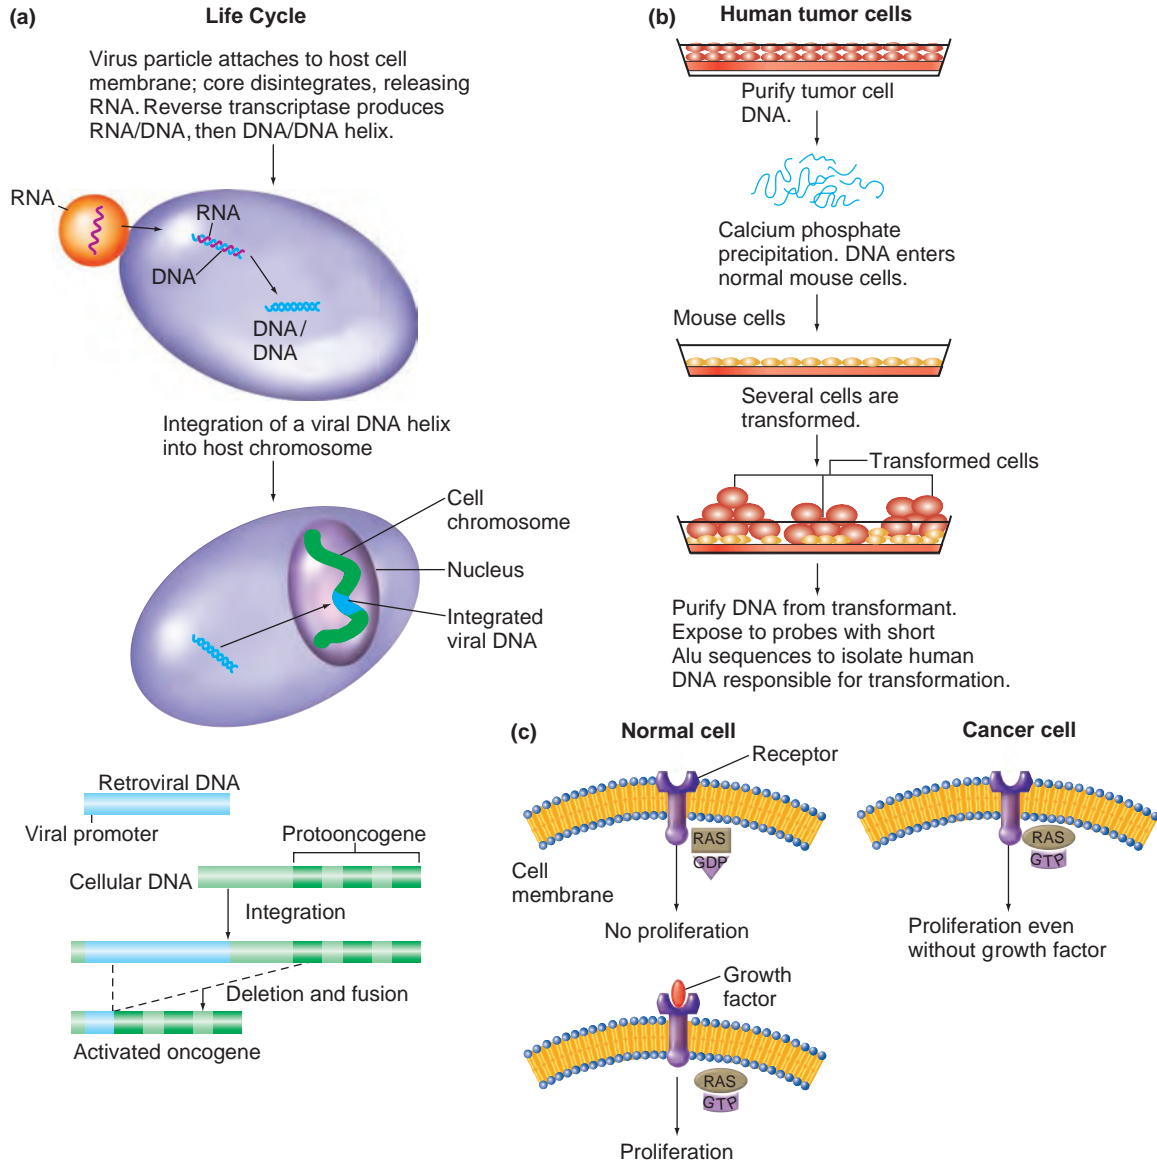 (a)
Life Cycle
Virus particle attaches to host cell
membrane; core disintegrates, releasing
RNA. Reverse transcriptase produces
RNA/DNA, then DNA/DNA helix.
RNA
RNA
DNA
DNA/
DNA
Integration of a viral DNA helix
into host chromosome
Cell
chromosome
Nucleus
Integrated
viral DNA
Retroviral DNA
Viral promoter
Protooncogene
Cellular DNA
Integration
Deletion and fusion
Activated oncogene
(b)
Human tumor cells
Purify tumor cell
DNA.
Calcium phosphate
precipitation. DNA enters
normal mouse cells.
Mouse cells
Several cells are
transformed.
Transformed cells
Purify DNA from transformant.
Expose to probes with short
Alu sequences to isolate human
DNA responsible for transformation.
(c)
Normal cell
Receptor
RAS
GDP
Cell
membrane
No proliferation
Growth
factor
RAS
GTP
Proliferation
Cancer cell
RAS
GTP
Proliferation even
without growth factor